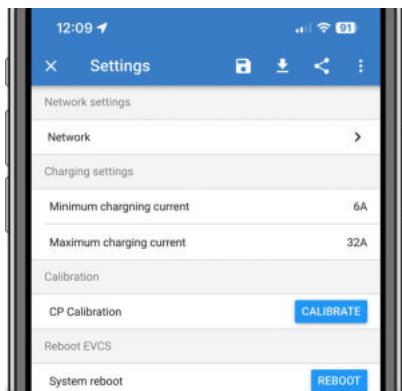 12:09
91
Settings
Network settings
Network
Charging settings
Minimum chargning current 6A
Maximum charging current 32A
Calibration
CP Calibration CALIBRATE
Reboot EVCS
System reboot REBOOT